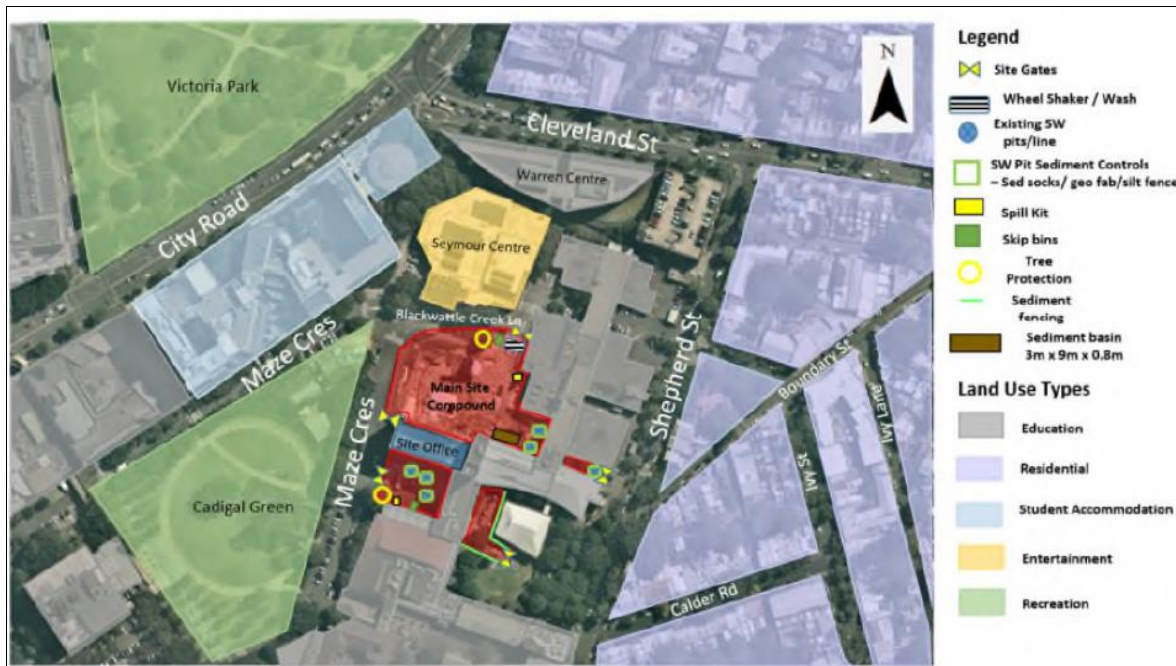 Victoria Park
City Road
Cleveland St
Warren Centre
Seymour Centre
Blackwattle Creek Ln
Maze Cres
Main Site
Compound
Site Office
Maze Cres
Cadigal Green
Shepherd St
Boundary St
Ivy Lane
Ivy St
Calder Rd
N
Legend
Site Gates
Wheel Shaker / Wash
Existing SW
pits/line
SW Pit Sediment Controls
– Sed socks/ geo fab/silt fence
Spill Kit
Skip bins
Tree
Protection
Sediment
fencing
Sediment basin
3m x 9m x 0.8m
Land Use Types
Education
Residential
Student Accommodation
Entertainment
Recreation